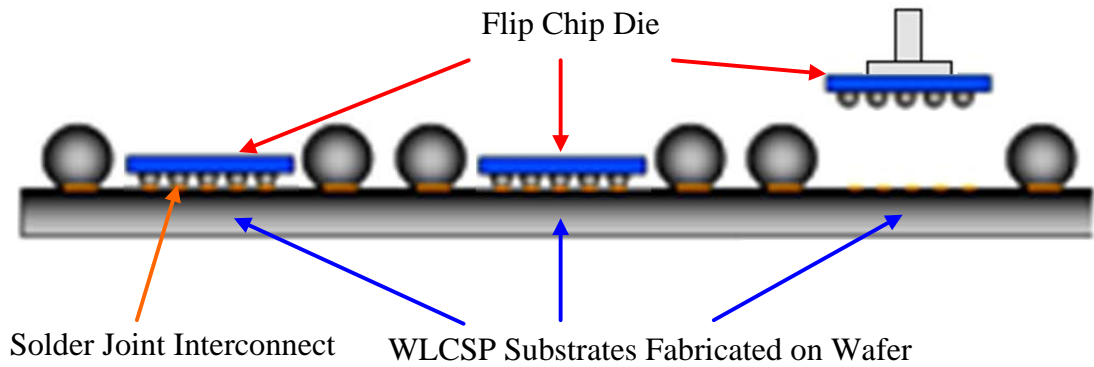 Flip Chip Die
Solder Joint Interconnect
WLCSP Substrates Fabricated on Wafer